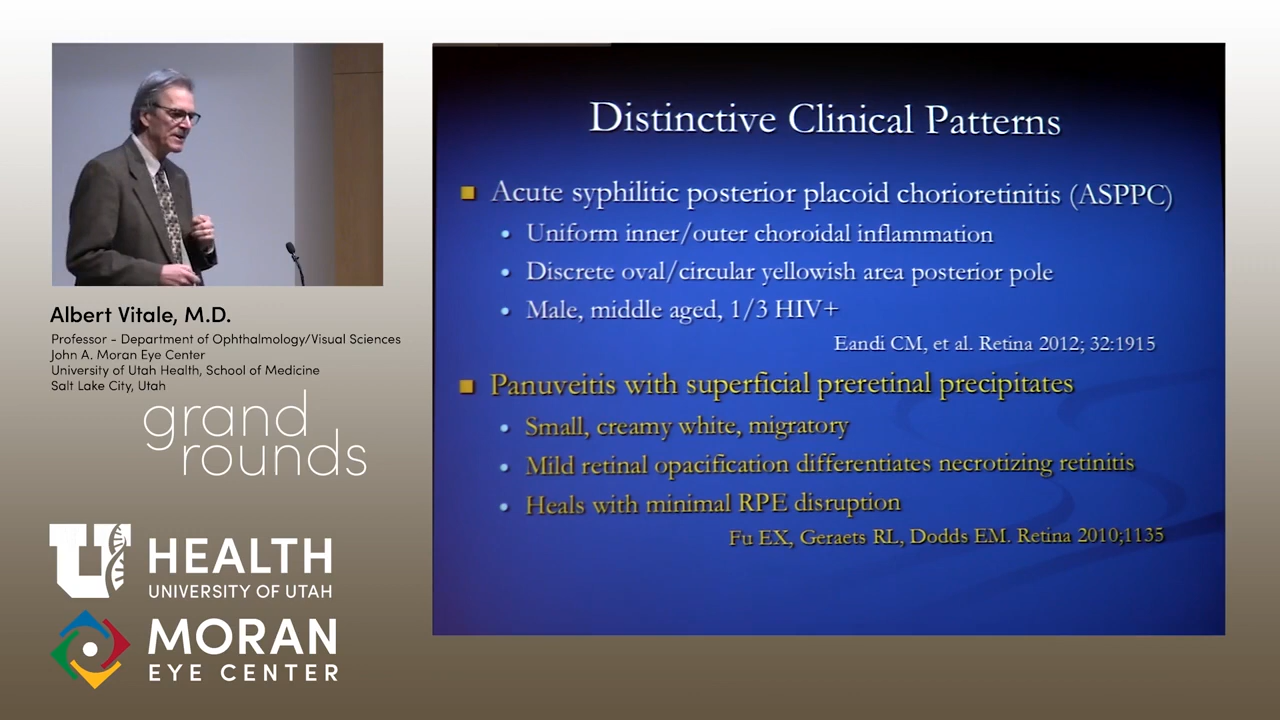 Albert Vitale, M.D.
Professor - Department of Ophthalmology/Visual Sciences
John A. Moran Eye Center
University of Utah Health, School of Medicine
Salt Lake City, Utah
grand
rounds
U HEALTH
UNIVERSITY OF UTAH
MORAN
EYE CENTER
Distinctive Clinical Patterns
Acute syphilitic posterior placoid chorioretinitis (ASPPC)
Uniform inner/outer choroidal inflammation
Discrete oval/circular yellowish area posterior pole
Male, middle aged, 1/3 HIV+
Eandi CM, et al. Retina 2012; 32:1915
Panuveitis with superficial preretinal precipitates
Small, creamy white, migratory
Mild retinal opacification differentiates necrotizing retinitis
Heals with minimal RPE disruption
Fu EX, Geraets RL, Dodds EM. Retina 2010;1135